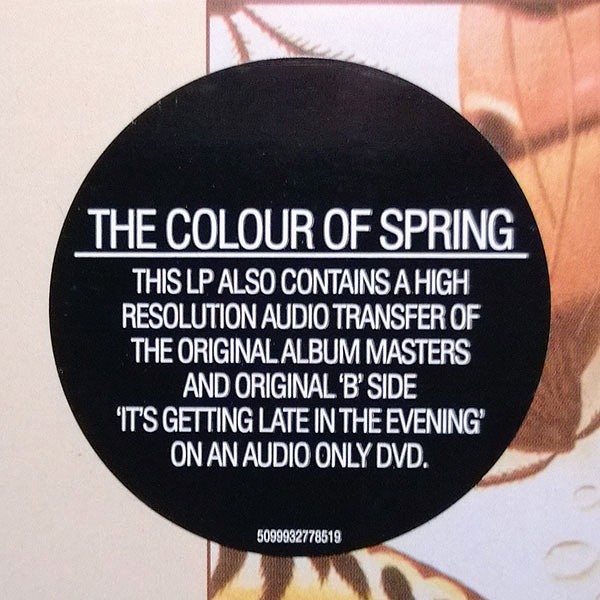 THE COLOUR OF SPRING
THIS LP ALSO CONTAINS A HIGH
RESOLUTION AUDIO TRANSFER OF
THE ORIGINAL ALBUM MASTERS
AND ORIGINAL ‘B’ SIDE
‘IT’S GETTING LATE IN THE EVENING’
ON AN AUDIO ONLY DVD.
5099932778519